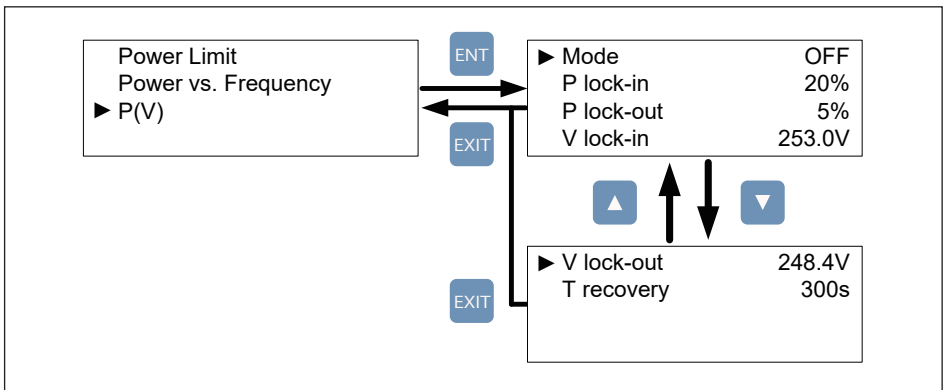 Power Limit
Power vs. Frequency
► P(V)
ENT
EXIT
► Mode OFF
P lock-in 20%
P lock-out 5%
V lock-in 253.0V
▲
▼
EXIT
► V lock-out 248.4V
T recovery 300s